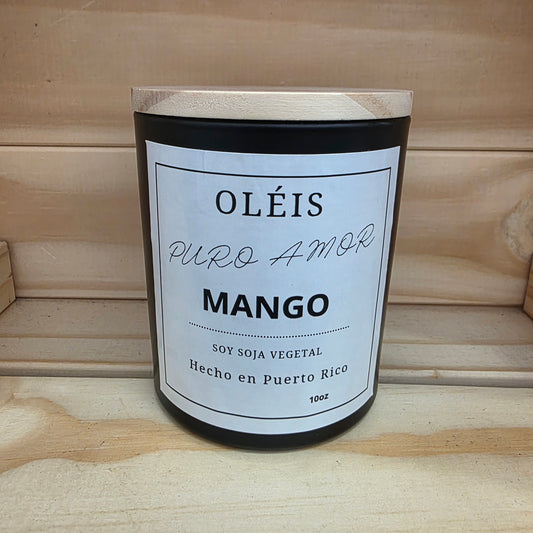 OLÉIS
PURO AMOR
MANGO
SOY SOJA VEGETAL
Hecho en Puerto Rico
10oz